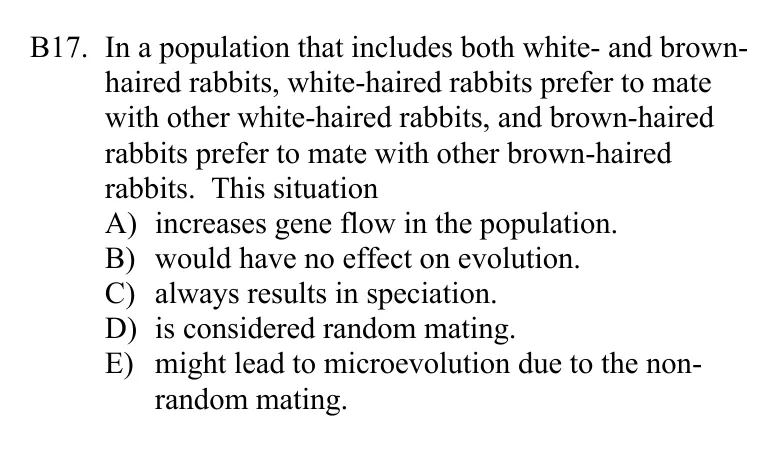 B17. In a population that includes both white- and brown-
haired rabbits, white-haired rabbits prefer to mate
with other white-haired rabbits, and brown-haired
rabbits prefer to mate with other brown-haired
rabbits.  This situation
A) increases gene flow in the population.
B) would have no effect on evolution.
C) always results in speciation.
D) is considered random mating.
E) might lead to microevolution due to the non-
random mating.